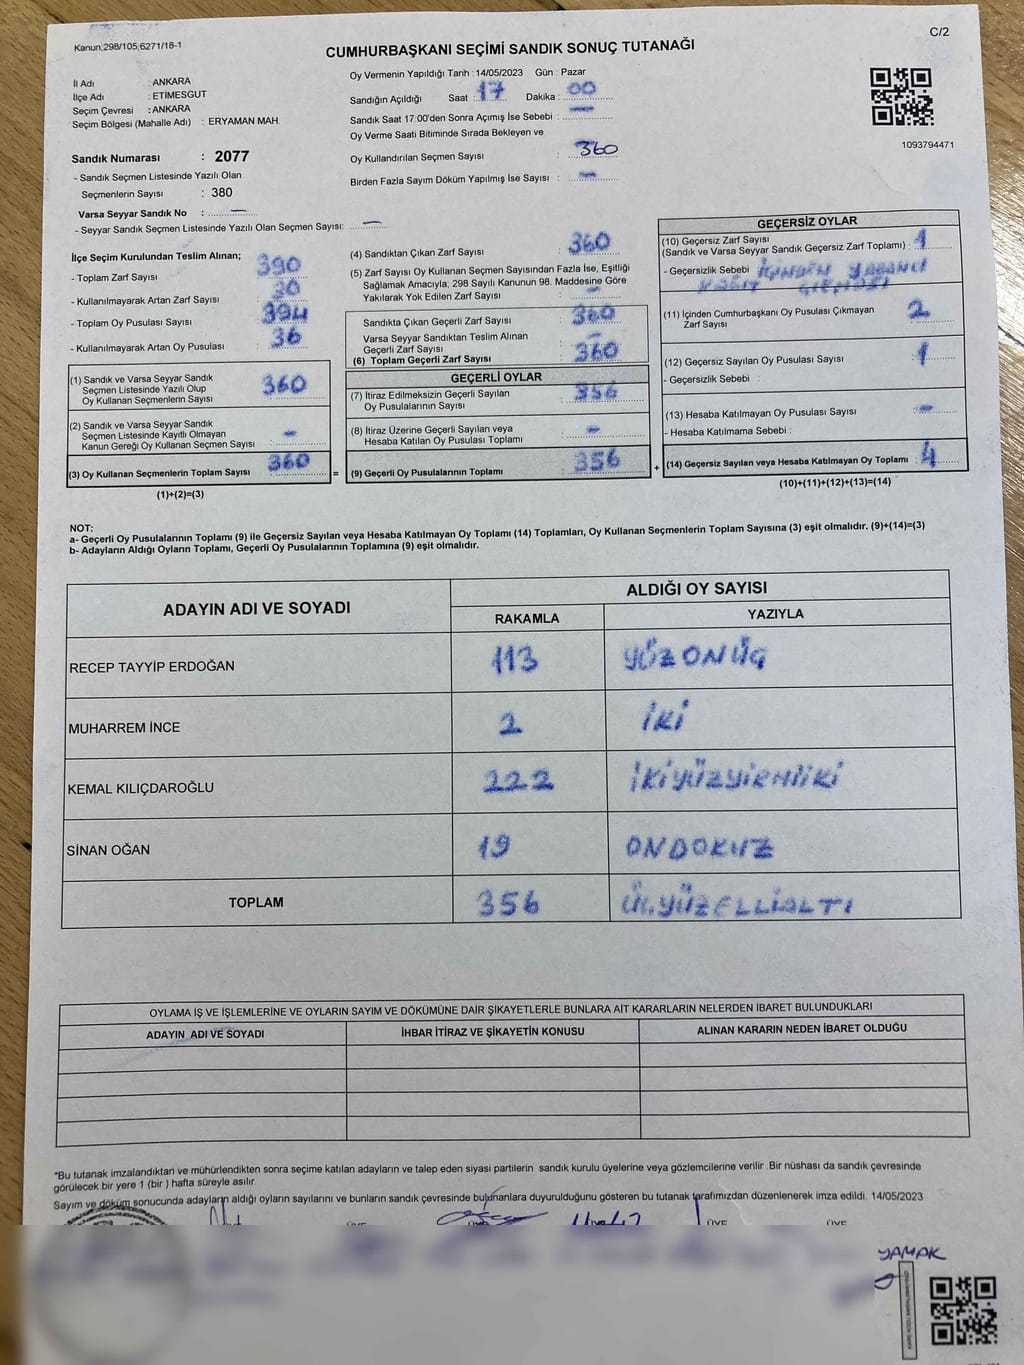 Kanun;298/105;6271/18-1
C/2
CUMHURBAŞKANI SEÇİMİ SANDIK SONUÇ TUTANAĞI
İl Adı : ANKARA
İlçe Adı : ETİMESGUT
Seçim Çevresi : ANKARA
Seçim Bölgesi (Mahalle Adı) : ERYAMAN MAH.
Sandık Numarası : 2077
- Sandık Seçmen Listesinde Yazılı Olan
Seçmenlerin Sayısı : 380
Varsa Seyyar Sandık No : —
- Seyyar Sandık Seçmen Listesinde Yazılı Olan Seçmen Sayısı: —
Oy Vermenin Yapıldığı Tarih : 14/05/2023 Gün : Pazar
Sandığın Açıldığı Saat : 17 Dakika : 00
Sandık Saat 17:00'den Sonra Açımış İse Sebebi : —
Oy Verme Saati Bitiminde Sırada Bekleyen ve
Oy Kullandırılan Seçmen Sayısı : 360
Birden Fazla Sayım Döküm Yapılmış İse Sayısı : —
1093794471
İlçe Seçim Kurulundan Teslim Alınan;
- Toplam Zarf Sayısı : 390
- Kullanılmayarak Artan Zarf Sayısı : 20
- Toplam Oy Pusulası Sayısı : 394
- Kullanılmayarak Artan Oy Pusulası : 36
(1) Sandık ve Varsa Seyyar Sandık
Seçmen Listesinde Yazılı Olup
Oy Kullanan Seçmenlerin Sayısı : 360
(2) Sandık ve Varsa Seyyar Sandık
Seçmen Listesinde Kayıtlı Olmayan
Kanun Gereği Oy Kullanan Seçmen Sayısı : —
(3) Oy Kullanan Seçmenlerin Toplam Sayısı : 360 =
(1)+(2)=(3)
(4) Sandıktan Çıkan Zarf Sayısı : 360
(5) Zarf Sayısı Oy Kullanan Seçmen Sayısından Fazla İse, Eşitliği
Sağlamak Amacıyla, 298 Sayılı Kanunun 98. Maddesine Göre
Yakılarak Yok Edilen Zarf Sayısı : —
Sandıkta Çıkan Geçerli Zarf Sayısı : 360
Varsa Seyyar Sandıktan Teslim Alınan
Geçerli Zarf Sayısı : —
(6) Toplam Geçerli Zarf Sayısı : 360
GEÇERLİ OYLAR
(7) İtiraz Edilmeksizin Geçerli Sayılan
Oy Pusulalarının Sayısı : 356
(8) İtiraz Üzerine Geçerli Sayılan veya
Hesaba Katılan Oy Pusulası Toplamı : —
(9) Geçerli Oy Pusulalarının Toplamı : 356 +
GEÇERSİZ OYLAR
(10) Geçersiz Zarf Sayısı
(Sandık ve Varsa Seyyar Sandık Geçersiz Zarf Toplamı) : 1
- Geçersizlik Sebebi : İÇİNDEN YABANCI
KAĞIT ÇIKMASI
(11) İçinden Cumhurbaşkanı Oy Pusulası Çıkmayan
Zarf Sayısı : 2
(12) Geçersiz Sayılan Oy Pusulası Sayısı : 1
- Geçersizlik Sebebi :
(13) Hesaba Katılmayan Oy Pusulası Sayısı : —
- Hesaba Katılmama Sebebi :
(14) Geçersiz Sayılan veya Hesaba Katılmayan Oy Toplamı : 4
(10)+(11)+(12)+(13)=(14)
NOT:
a- Geçerli Oy Pusulalarının Toplamı (9) ile Geçersiz Sayılan veya Hesaba Katılmayan Oy Toplamı (14) Toplamları, Oy Kullanan Seçmenlerin Toplam Sayısına (3) eşit olmalıdır. (9)+(14)=(3)
b- Adayların Aldığı Oyların Toplamı, Geçerli Oy Pusulalarının Toplamına (9) eşit olmalıdır.
ADAYIN ADI VE SOYADI ALDIĞI OY SAYISI
RAKAMLA YAZIYLA
RECEP TAYYİP ERDOĞAN 113 YÜZONÜÇ
MUHARREM İNCE 2 İKİ
KEMAL KILIÇDAROĞLU 222 İKİYÜZYİRMİİKİ
SİNAN OĞAN 19 ONDOKUZ
TOPLAM 356 ÜÇYÜZELLİALTI
OYLAMA İŞ VE İŞLEMLERİNE VE OYLARIN SAYIM VE DÖKÜMÜNE DAİR ŞİKAYETLERLE BUNLARA AİT KARARLARIN NELERDEN İBARET BULUNDUKLARI
ADAYIN ADI VE SOYADI İHBAR İTİRAZ VE ŞİKAYETİN KONUSU ALINAN KARARIN NEDEN İBARET OLDUĞU
*Bu tutanak imzalandıktan ve mühürlendikten sonra seçime katılan adayların ve talep eden siyasi partilerin sandık kurulu üyelerine veya gözlemcilerine verilir .Bir nüshası da sandık çevresinde
görülecek bir yere 1 (bir ) hafta süreyle asılır.
Sayım ve döküm sonucunda adayların aldığı oyların sayılarını ve bunların sandık çevresinde bulunanlara duyurulduğunu gösteren bu tutanak tarafımızdan düzenlenerek imza edildi. 14/05/2023
ÜYE ÜYE ÜYE ÜYE
YAMAK